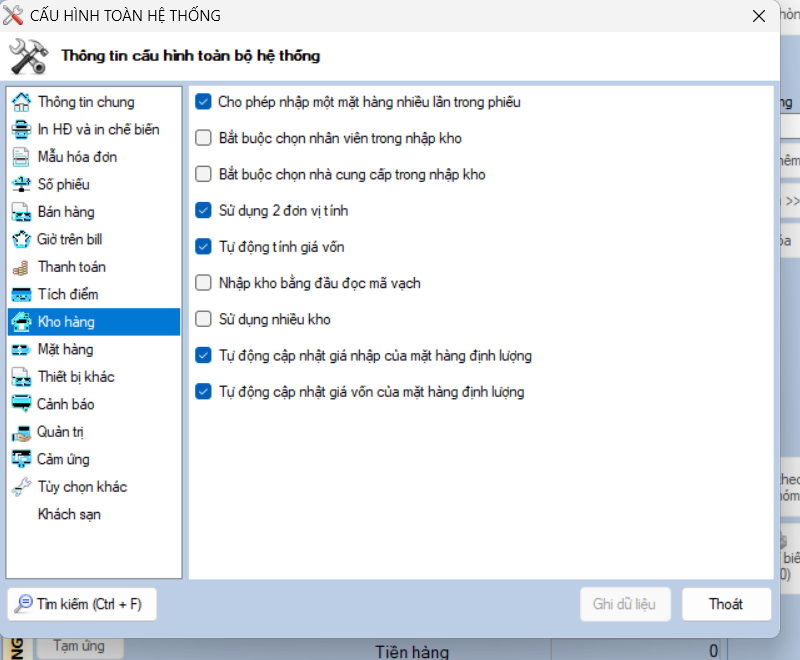 CẤU HÌNH TOÀN HỆ THỐNG
Thông tin cấu hình toàn bộ hệ thống
Thông tin chung
In HĐ và in chế biến
Mẫu hóa đơn
Số phiếu
Bán hàng
Giờ trên bill
Thanh toán
Tích điểm
Kho hàng
Mặt hàng
Thiết bị khác
Cảnh báo
Quản trị
Cảm ứng
Tùy chọn khác
Khách sạn
Cho phép nhập một mặt hàng nhiều lần trong phiếu
Bắt buộc chọn nhân viên trong nhập kho
Bắt buộc chọn nhà cung cấp trong nhập kho
Sử dụng 2 đơn vị tính
Tự động tính giá vốn
Nhập kho bằng đầu đọc mã vạch
Sử dụng nhiều kho
Tự động cập nhật giá nhập của mặt hàng định lượng
Tự động cập nhật giá vốn của mặt hàng định lượng
Tìm kiếm (Ctrl + F)
Ghi dữ liệu
Thoát
>>
NG
Tạm ứng
Tiền hàng
0